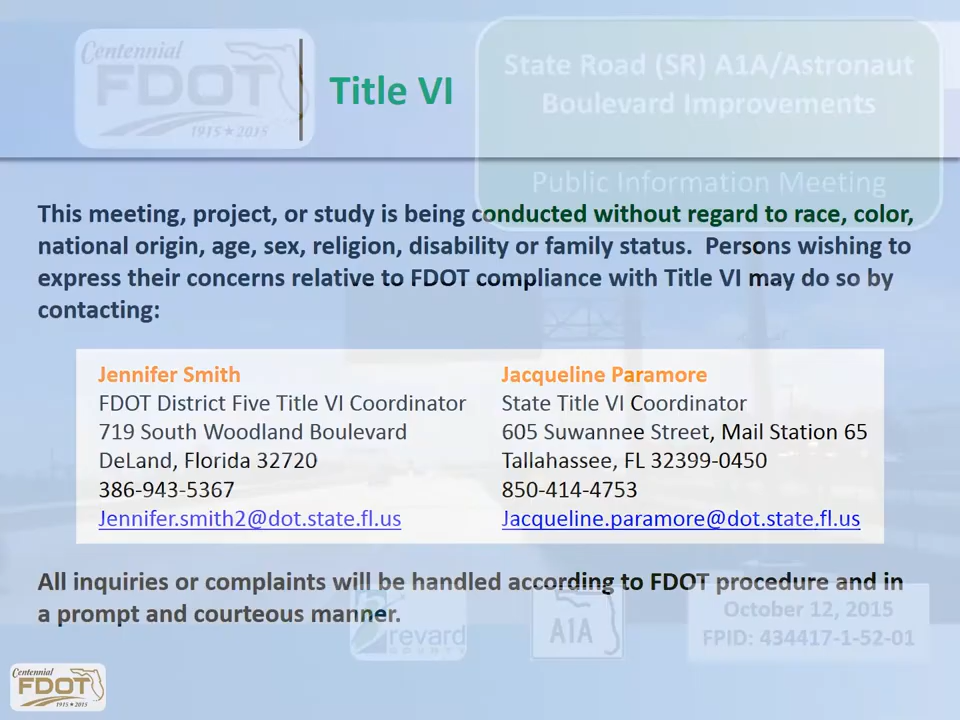 Centennial
FDOT
1915★2015
Title VI
State Road (SR) A1A/Astronaut
Boulevard Improvements
Public Information Meeting
This meeting, project, or study is being conducted without regard to race, color,
national origin, age, sex, religion, disability or family status. Persons wishing to
express their concerns relative to FDOT compliance with Title VI may do so by
contacting:
Jennifer Smith
FDOT District Five Title VI Coordinator
719 South Woodland Boulevard
DeLand, Florida 32720
386-943-5367
Jennifer.smith2@dot.state.fl.us
Jacqueline Paramore
State Title VI Coordinator
605 Suwannee Street, Mail Station 65
Tallahassee, FL 32399-0450
850-414-4753
Jacqueline.paramore@dot.state.fl.us
All inquiries or complaints will be handled according to FDOT procedure and in
a prompt and courteous manner.
revard
A1A
October 12, 2015
FPID: 434417-1-52-01
Centennial
FDOT
1915★2015